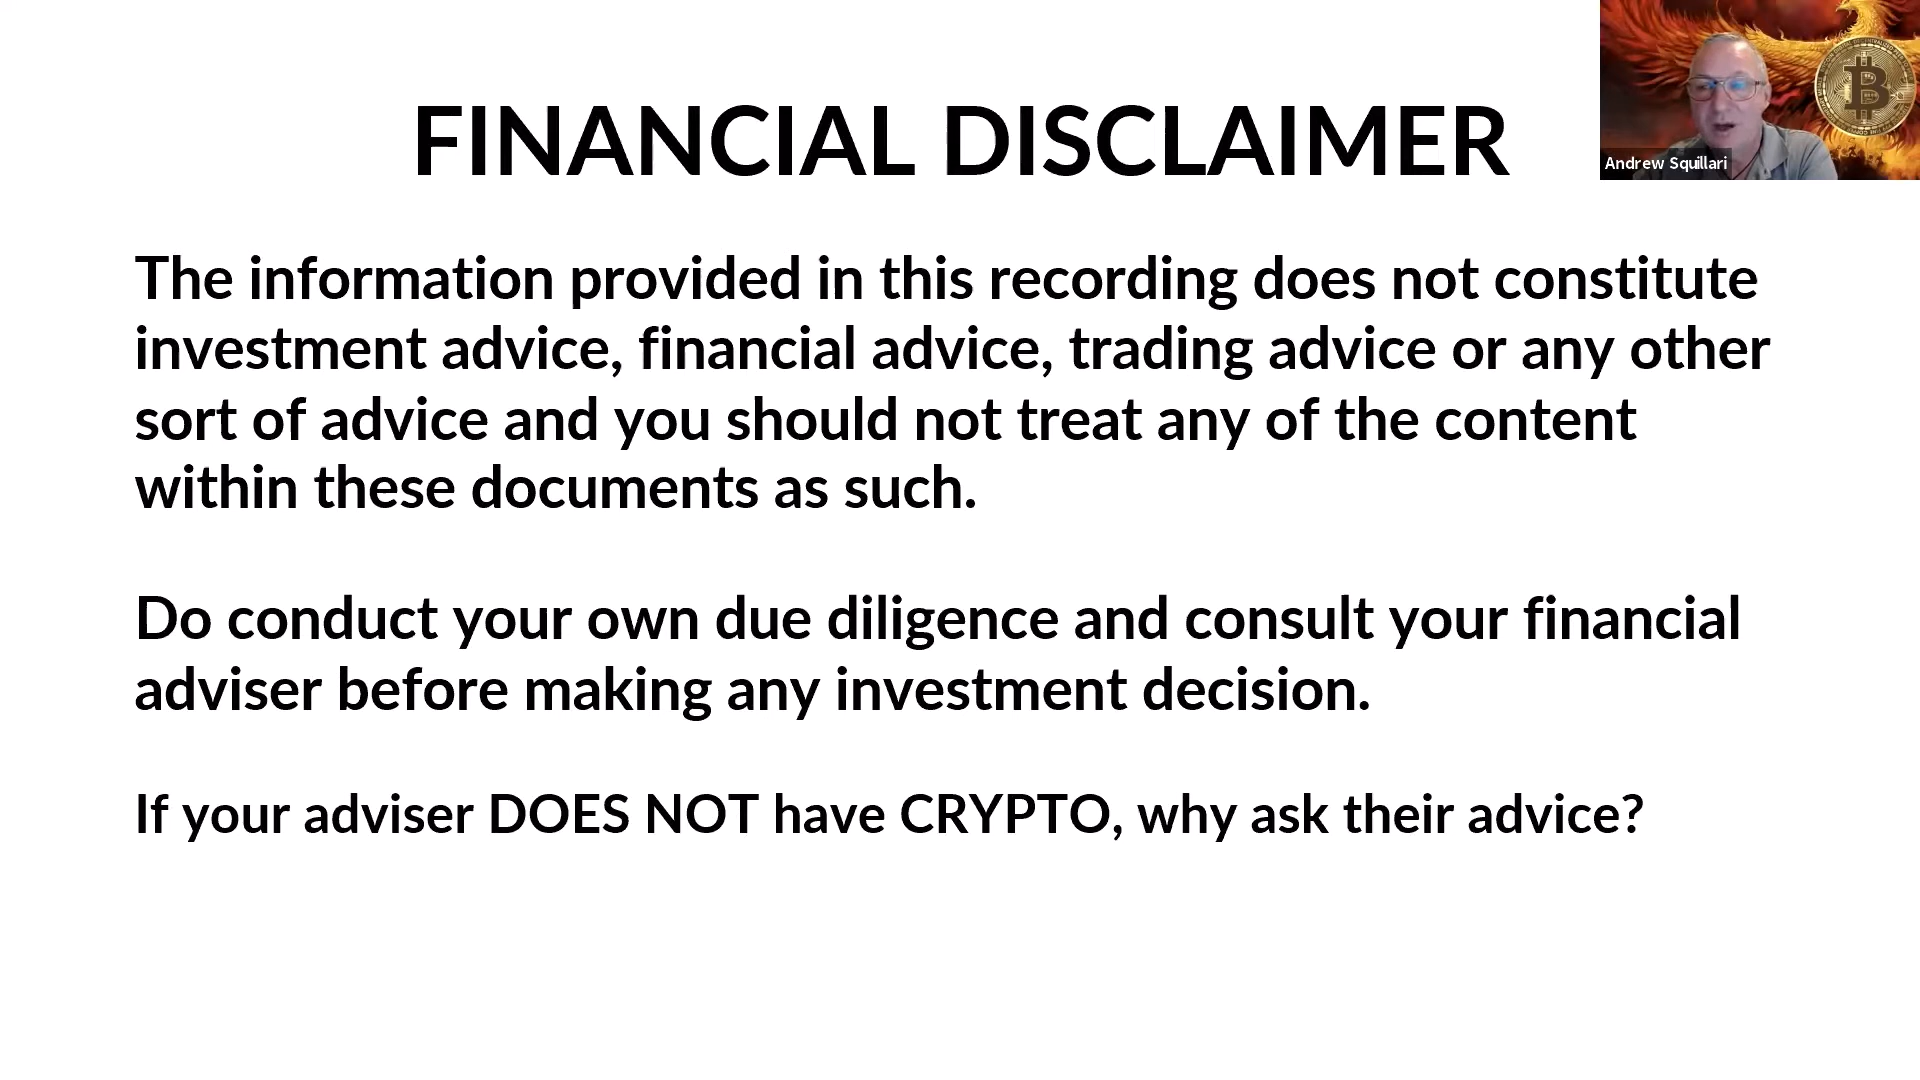 FINANCIAL DISCLAIMER
Andrew Squillari
The information provided in this recording does not constitute
investment advice, financial advice, trading advice or any other
sort of advice and you should not treat any of the content
within these documents as such.
Do conduct your own due diligence and consult your financial
adviser before making any investment decision.
If your adviser DOES NOT have CRYPTO, why ask their advice?